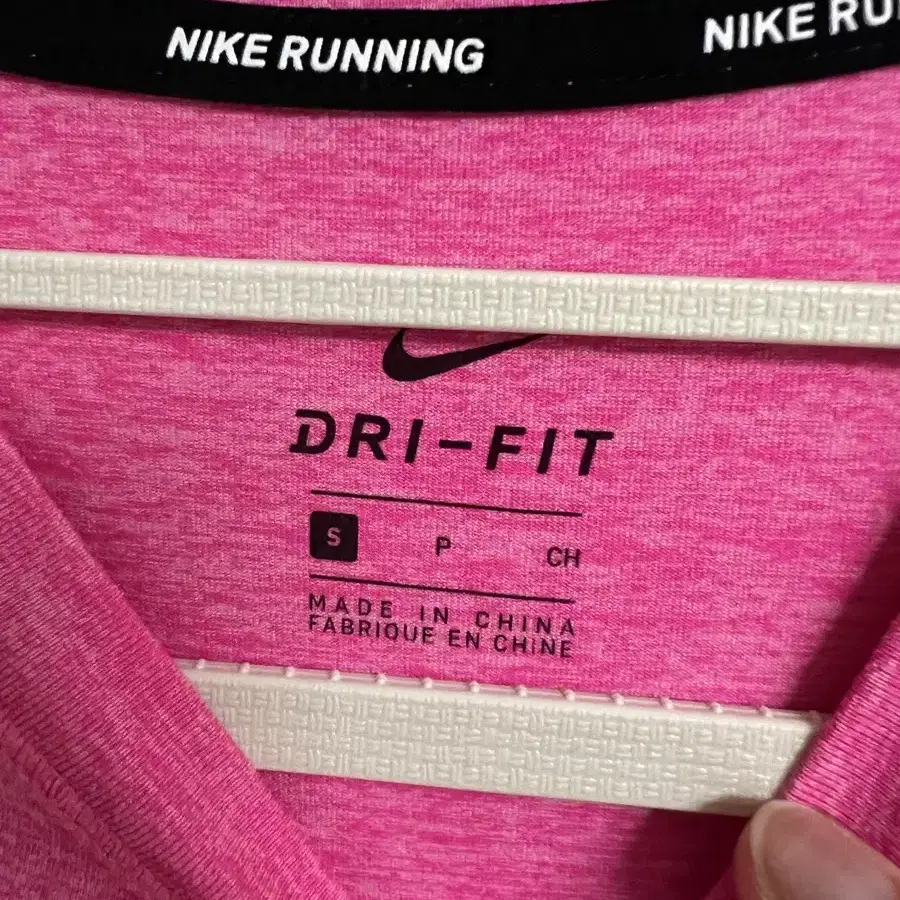 NIKE RUNNING NIKE RU
DRI-FIT
S P CH
MADE IN CHINA
FABRIQUE EN CHINE